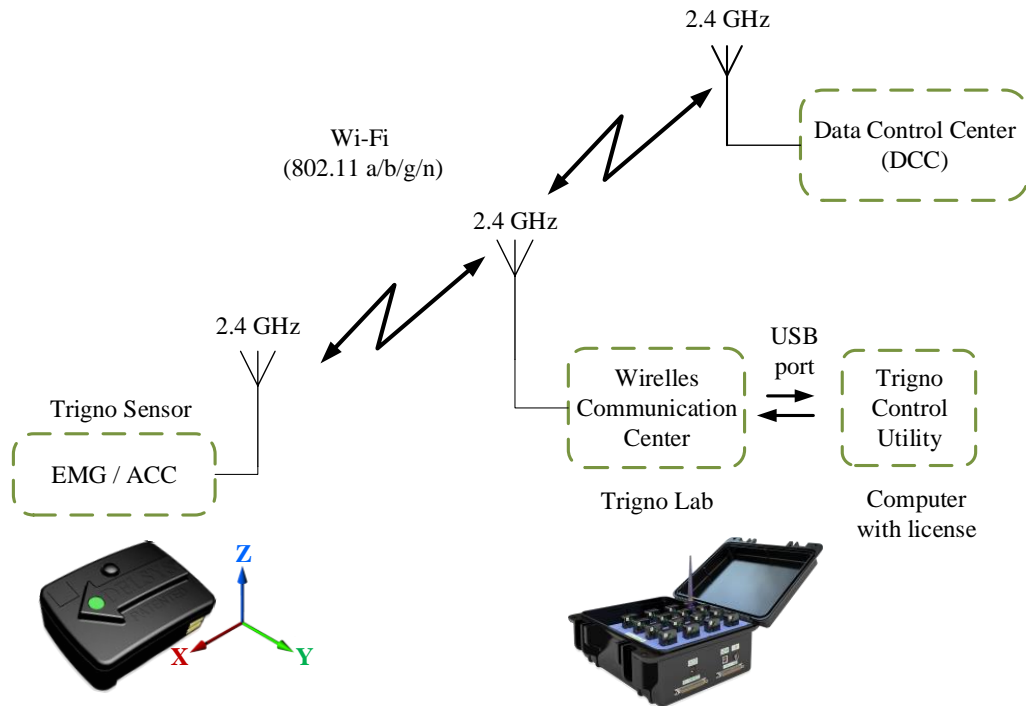 2.4 GHz
Data Control Center
(DCC)
Wi-Fi
(802.11 a/b/g/n)
2.4 GHz
2.4 GHz
USB
port
Wirelles
Communication
Center
Trigno
Control
Utility
Trigno Sensor
EMG / ACC
Trigno Lab
Computer
with license
Z
X
Y